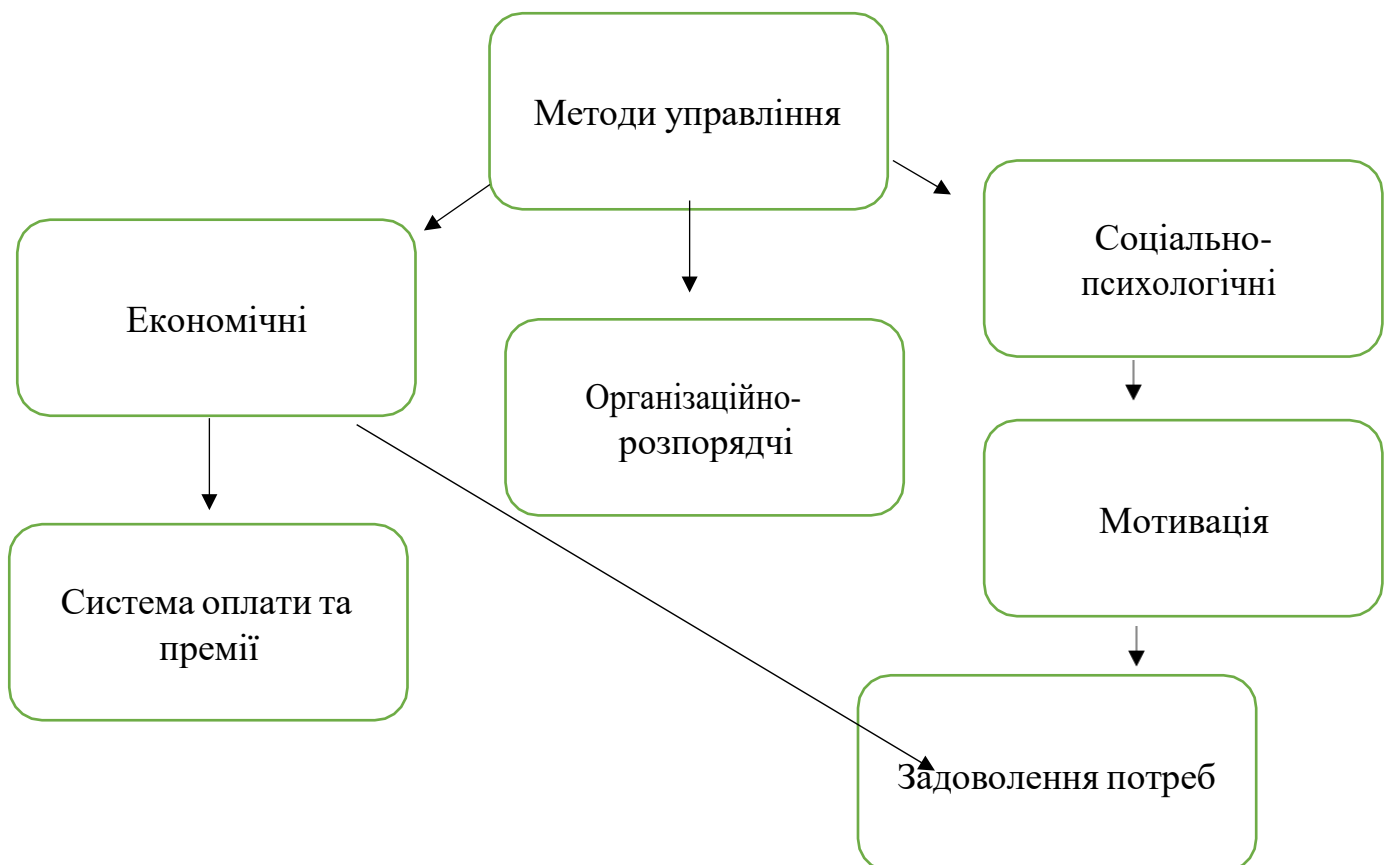 Методи управління
Соціально-
психологічні
Економічні
Організаційно-
розпорядчі
Мотивація
Система оплати та
премії
Задоволення потреб